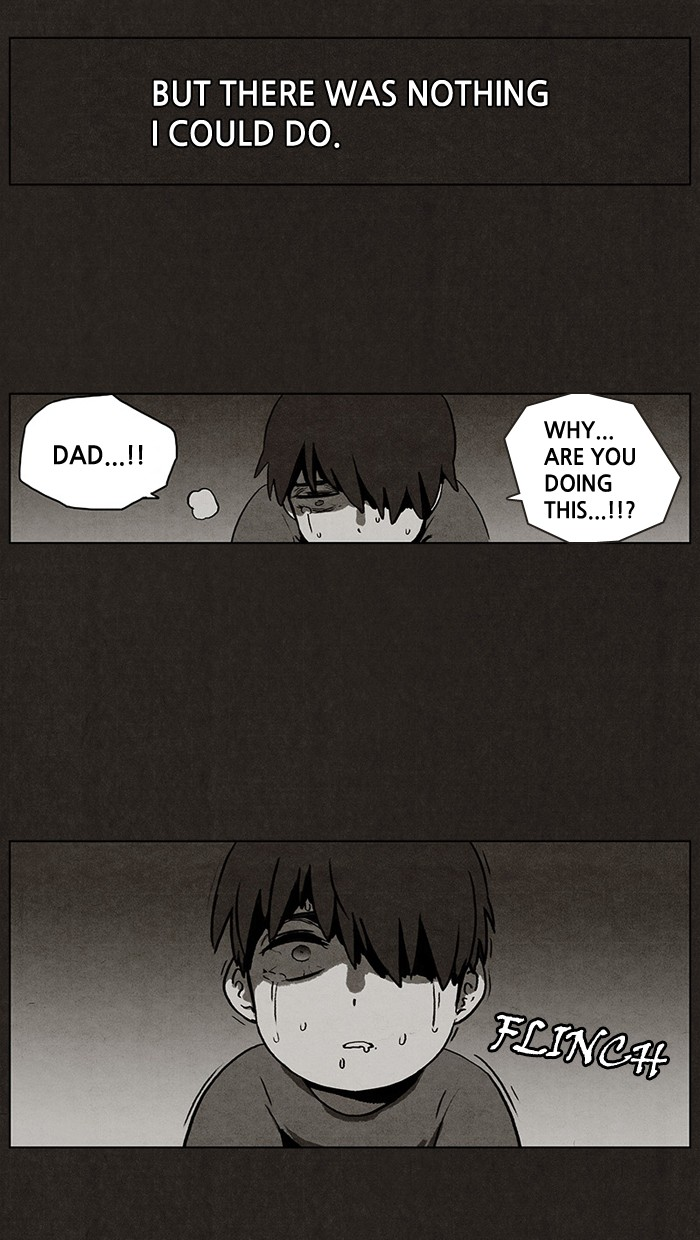 BUT THERE WAS NOTHING
I COULD DO.
DAD...!!
WHY...
ARE YOU
DOING
THIS...!!?
FLINCH